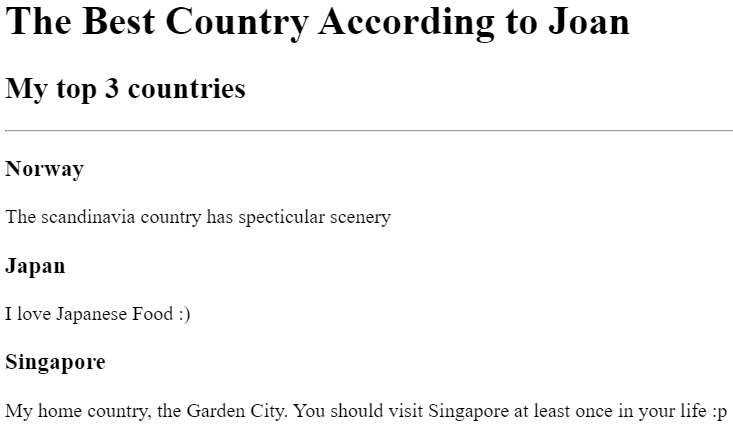 The Best Country According to Joan
My top 3 countries
Norway
The scandinavia country has specticular scenery
Japan
I love Japanese Food :)
Singapore
My home country, the Garden City. You should visit Singapore at least once in your life :p